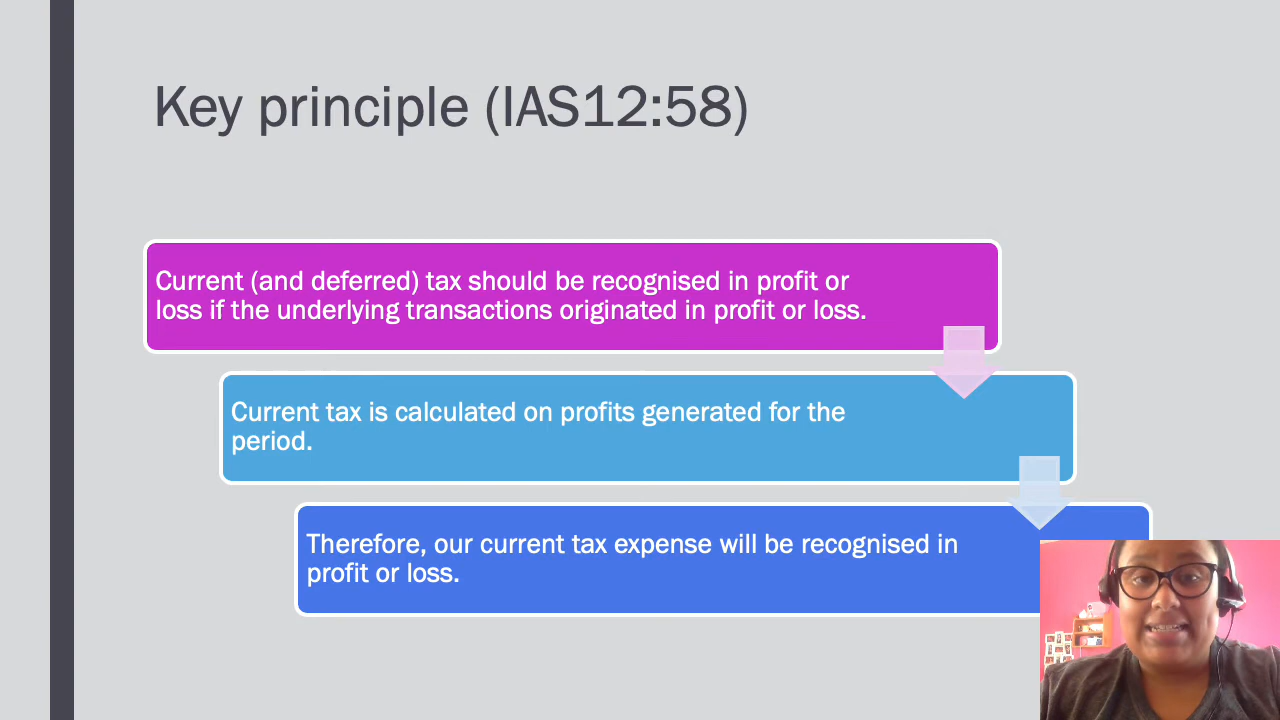 Key principle (IAS12:58)
Current (and deferred) tax should be recognised in profit or
loss if the underlying transactions originated in profit or loss.
Current tax is calculated on profits generated for the
period.
Therefore, our current tax expense will be recognised in
profit or loss.